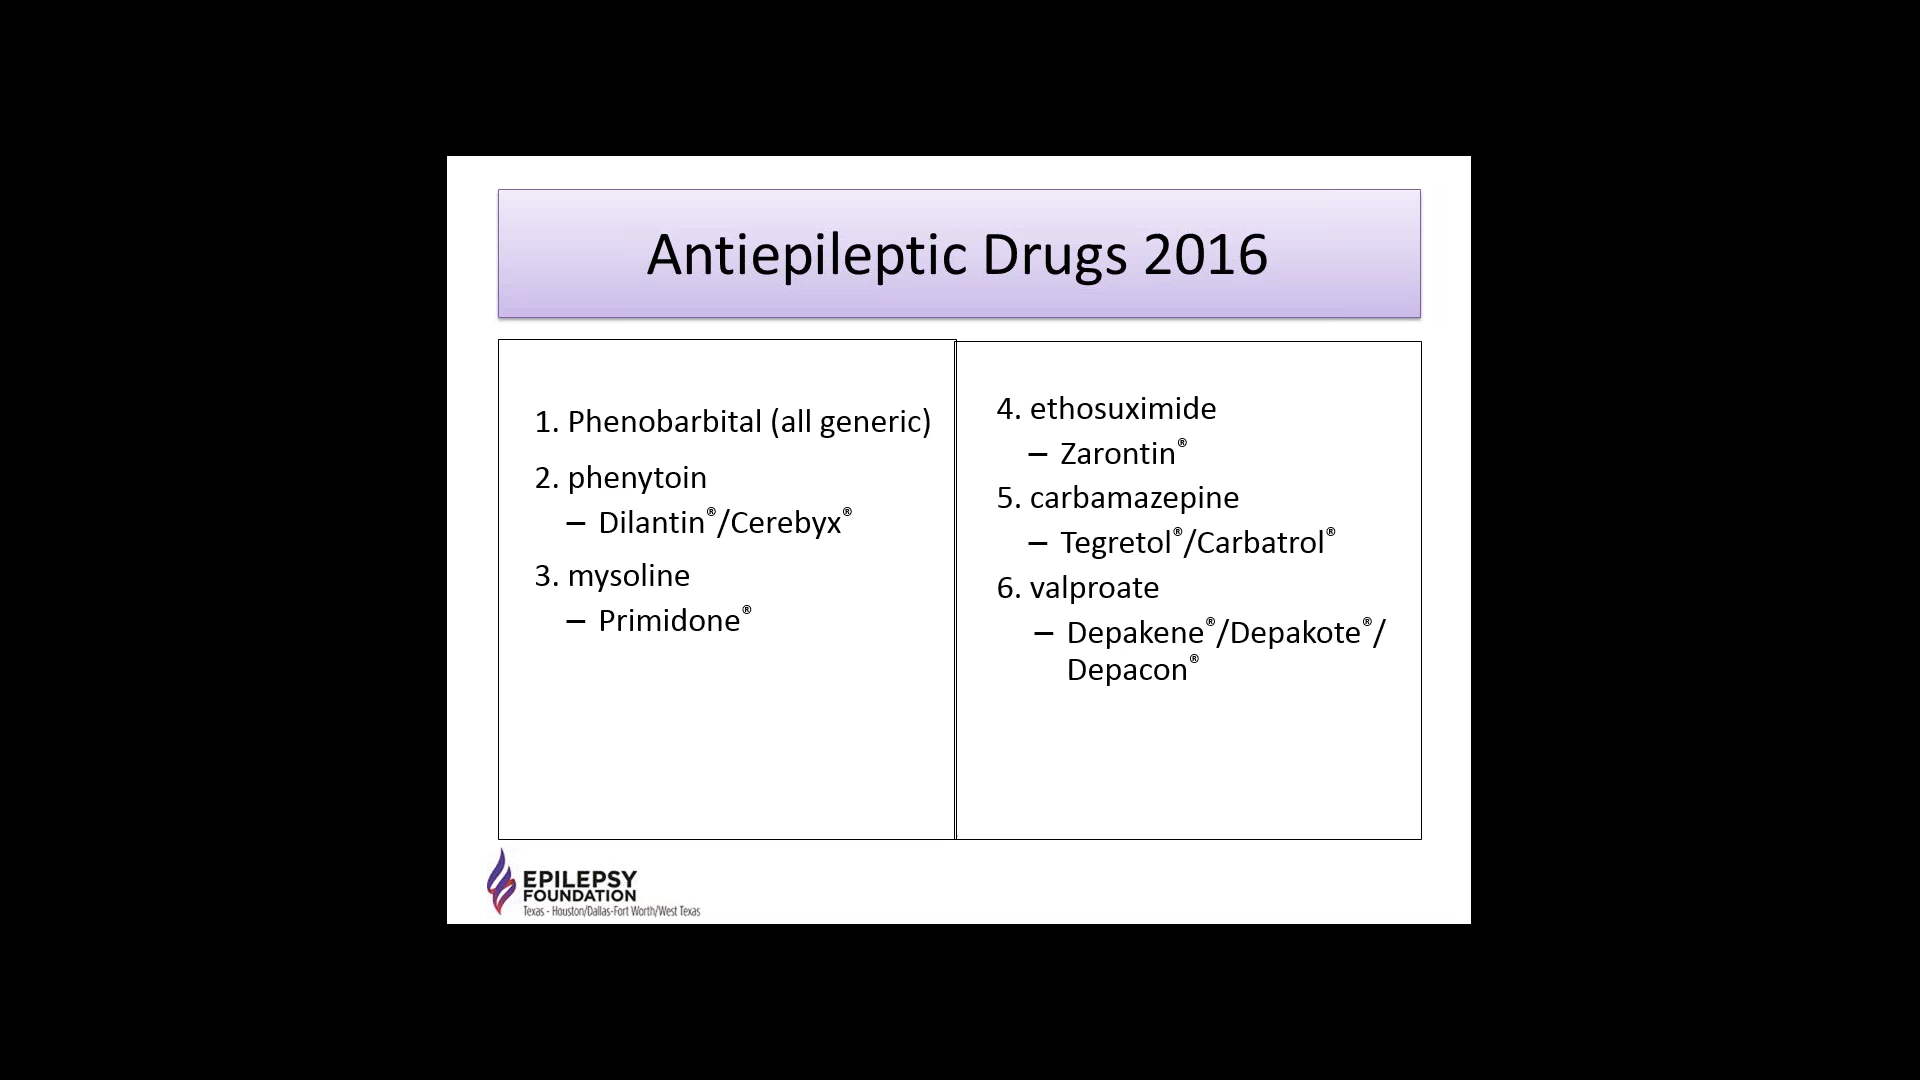 Antiepileptic Drugs 2016
1. Phenobarbital (all generic)
2. phenytoin
– Dilantin®/Cerebyx®
3. mysoline
– Primidone®
4. ethosuximide
– Zarontin®
5. carbamazepine
– Tegretol®/Carbatrol®
6. valproate
– Depakene®/Depakote®/
Depacon®
EPILEPSY
FOUNDATION
Texas - Houston/Dallas-Fort Worth/West Texas